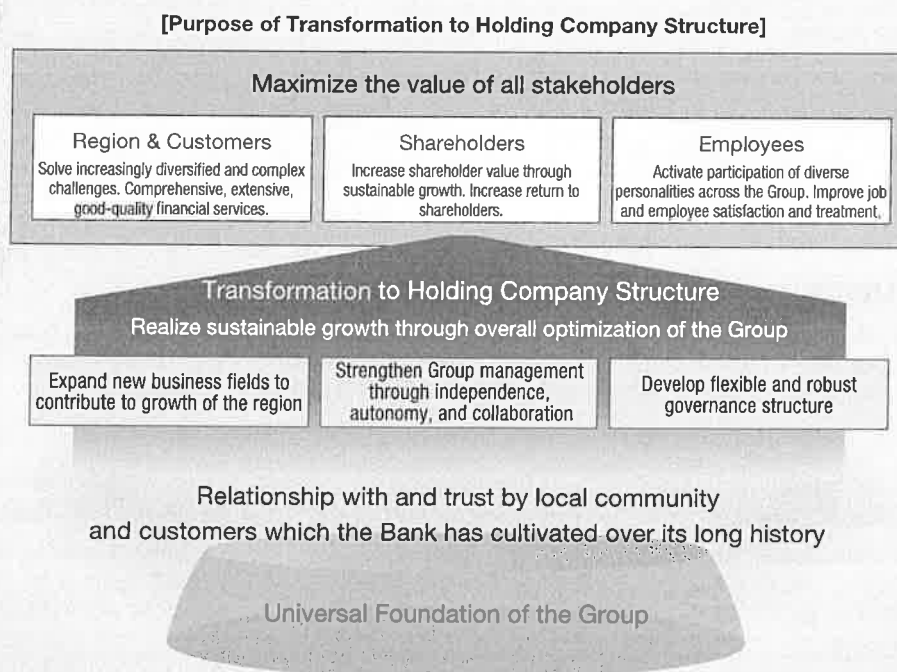 [Purpose of Transformation to Holding Company Structure]
Maximize the value of all stakeholders
Region & Customers
Solve increasingly diversified and complex
challenges. Comprehensive, extensive,
good-quality financial services.
Shareholders
Increase shareholder value through
sustainable growth. Increase return to
shareholders.
Employees
Activate participation of diverse
personalities across the Group. Improve job
and employee satisfaction and treatment.
Transformation to Holding Company Structure
Realize sustainable growth through overall optimization of the Group
Expand new business fields to
contribute to growth of the region
Strengthen Group management
through independence,
autonomy, and collaboration
Develop flexible and robust
governance structure
Relationship with and trust by local community
and customers which the Bank has cultivated over its long history
Universal Foundation of the Group